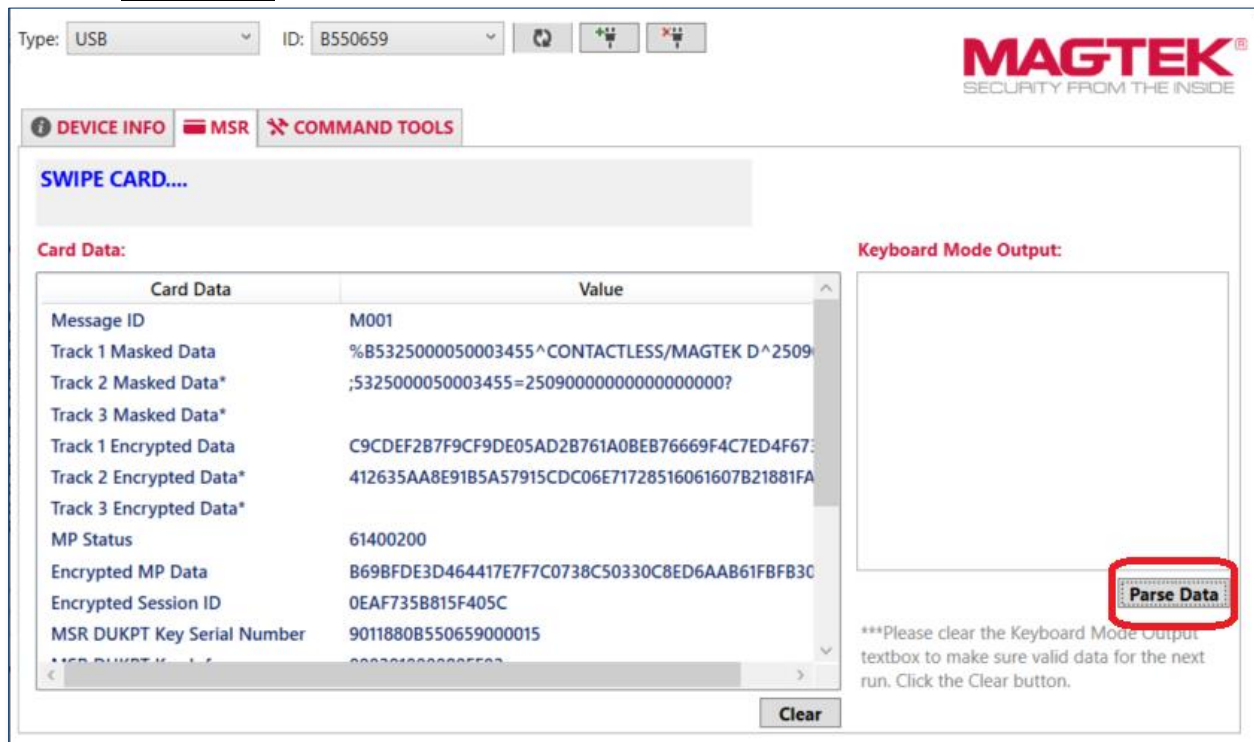 Type: USB ID: B550659
MAGTEK®
SECURITY FROM THE INSIDE
DEVICE INFO MSR COMMAND TOOLS
SWIPE CARD....
Card Data: Keyboard Mode Output:
Card Data Value
Message ID M001
Track 1 Masked Data %B5325000050003455^CONTACTLESS/MAGTEK D^2509
Track 2 Masked Data* ;5325000050003455=250900000000000000000?
Track 3 Masked Data*
Track 1 Encrypted Data C9CDEF2B7F9CF9DE05AD2B761A0BEB76669F4C7ED4F67
Track 2 Encrypted Data* 412635AA8E91B5A57915CDC06E71728516061607B21881FA
Track 3 Encrypted Data*
MP Status 61400200
Encrypted MP Data B69BFDE3D464417E7F7C0738C50330C8ED6AAB61FBFB30
Encrypted Session ID 0EAF735B815F405C
Parse Data
MSR DUKPT Key Serial Number 9011880B550659000015
***Please clear the Keyboard Mode Output
textbox to make sure valid data for the next
run. Click the Clear button.
Clear